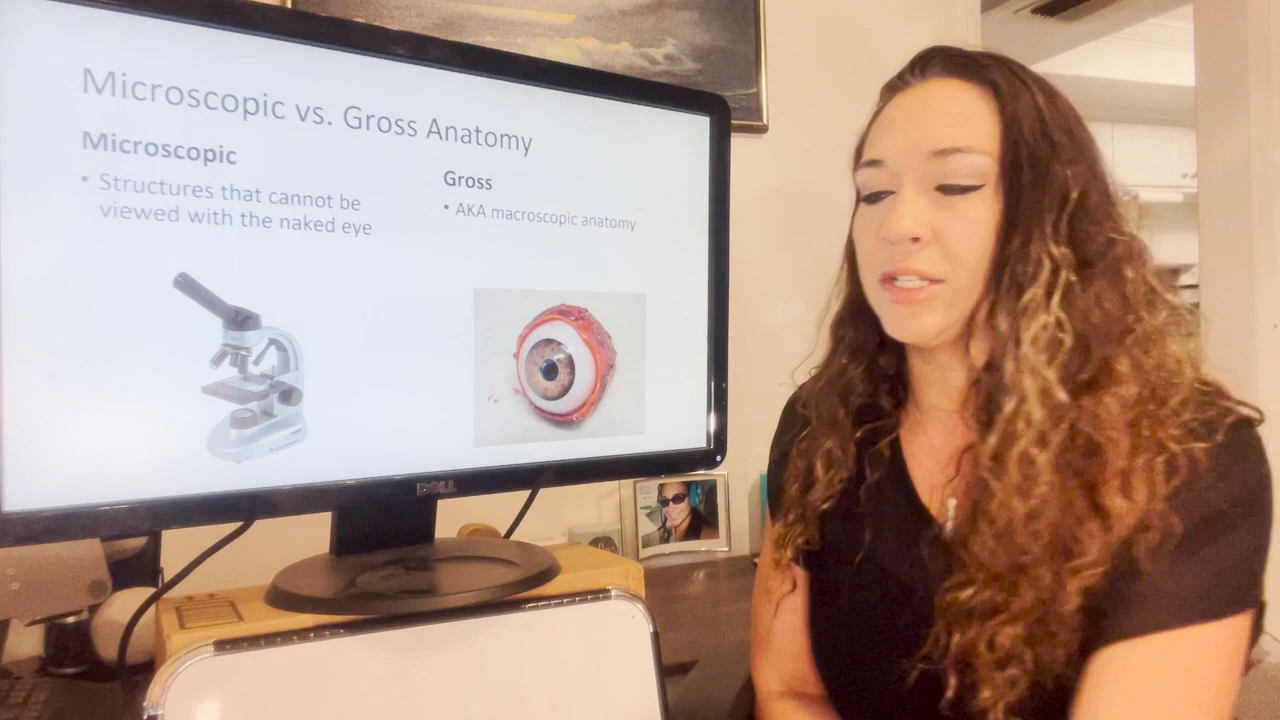 Microscopic vs. Gross Anatomy
Microscopic
• Structures that cannot be
viewed with the naked eye
Gross
• AKA macroscopic anatomy
DELL